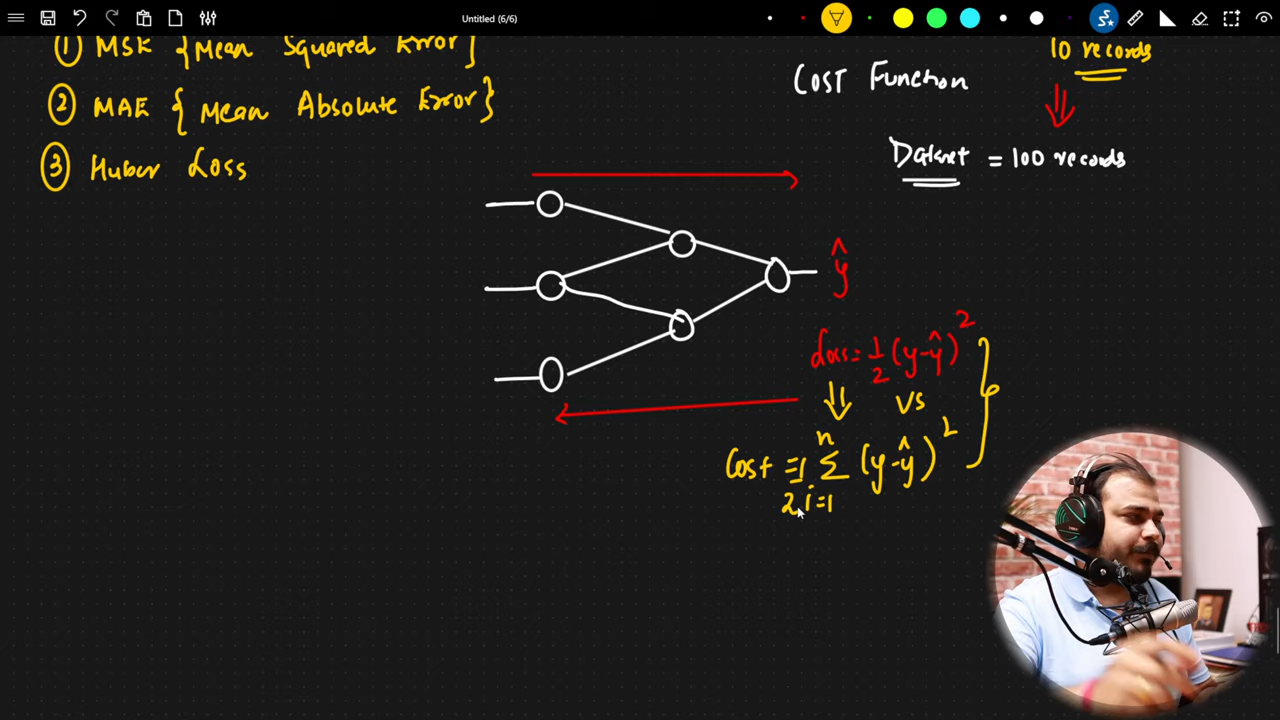 Untitled (6/6)
① MSE {Mean Squared Error}
② MAE {Mean Absolute Error}
③ Huber Loss
10 records
COST Function
Dataset = 100 records
ŷ
Loss = 1/2 (y-ŷ)²
VS
Cost = 1/2 Σ i=1 n (y-ŷ)²